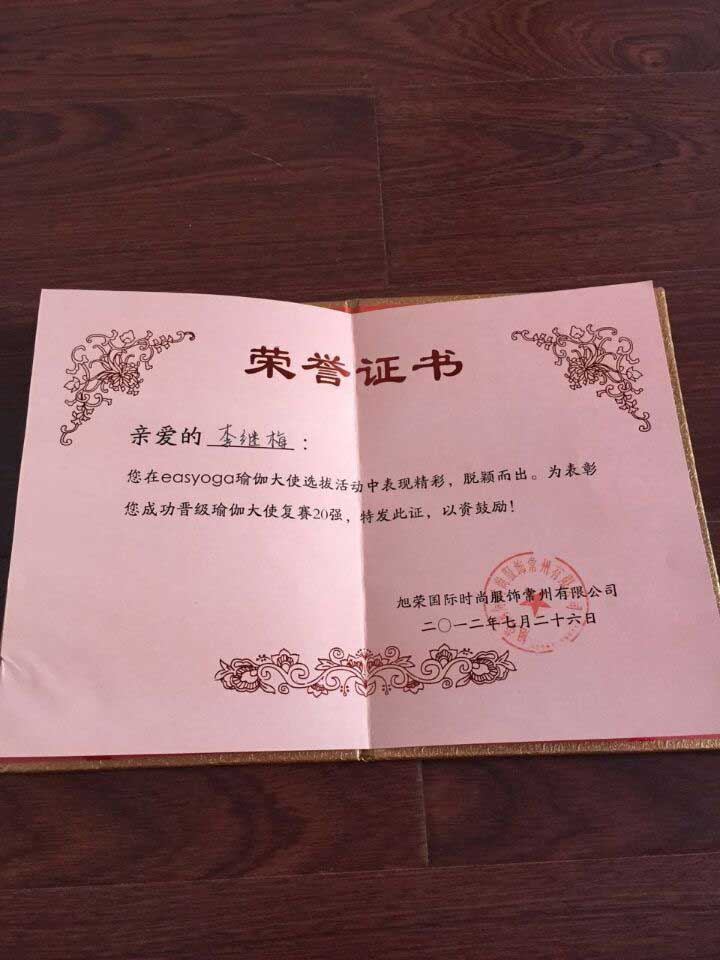 荣誉证书
亲爱的 李继梅：
您在easyoga瑜伽大使选拔活动中表现精彩，脱颖而出。为表彰
您成功晋级瑜伽大使复赛20强，特发此证，以资鼓励！
旭荣国际时尚服饰常州有限公司
二〇一二年七月二十六日